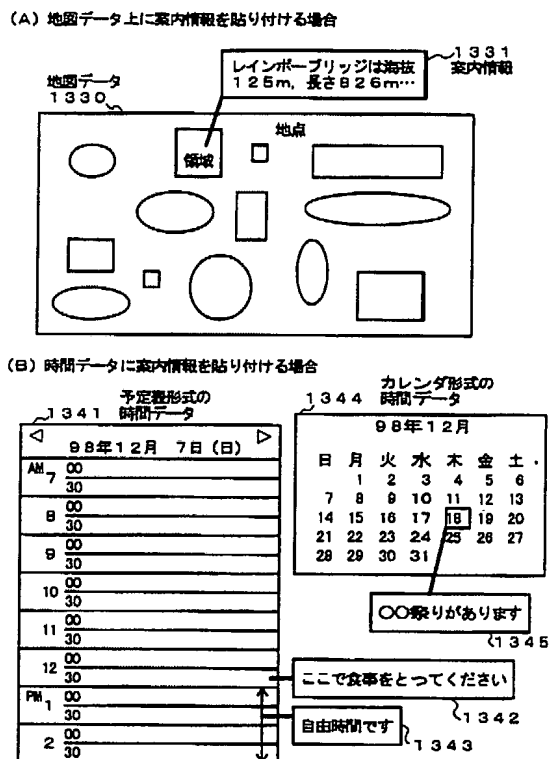 (A) 地図データ上に案内情報を貼り付ける場合
1331
案内情報
レインボーブリッジは海抜
125m, 長さ826m…
地図データ
1330
地点
領域
(B) 時間データに案内情報を貼り付ける場合
予定表形式の
時間データ
1341
◁ 98年12月 7日(日) ▷
AM 7 00
30
8 00
30
9 00
30
10 00
30
11 00
30
12 00
30
PM 1 00
30
2 00
30
カレンダ形式の
時間データ
1344
98年12月
日 月 火 水 木 金 土
1 2 3 4 5 6
7 8 9 10 11 12 13
14 15 16 17 18 19 20
21 22 23 24 25 26 27
28 29 30 31
〇〇祭りがあります
1345
ここで食事をとってください
1342
自由時間です
1343